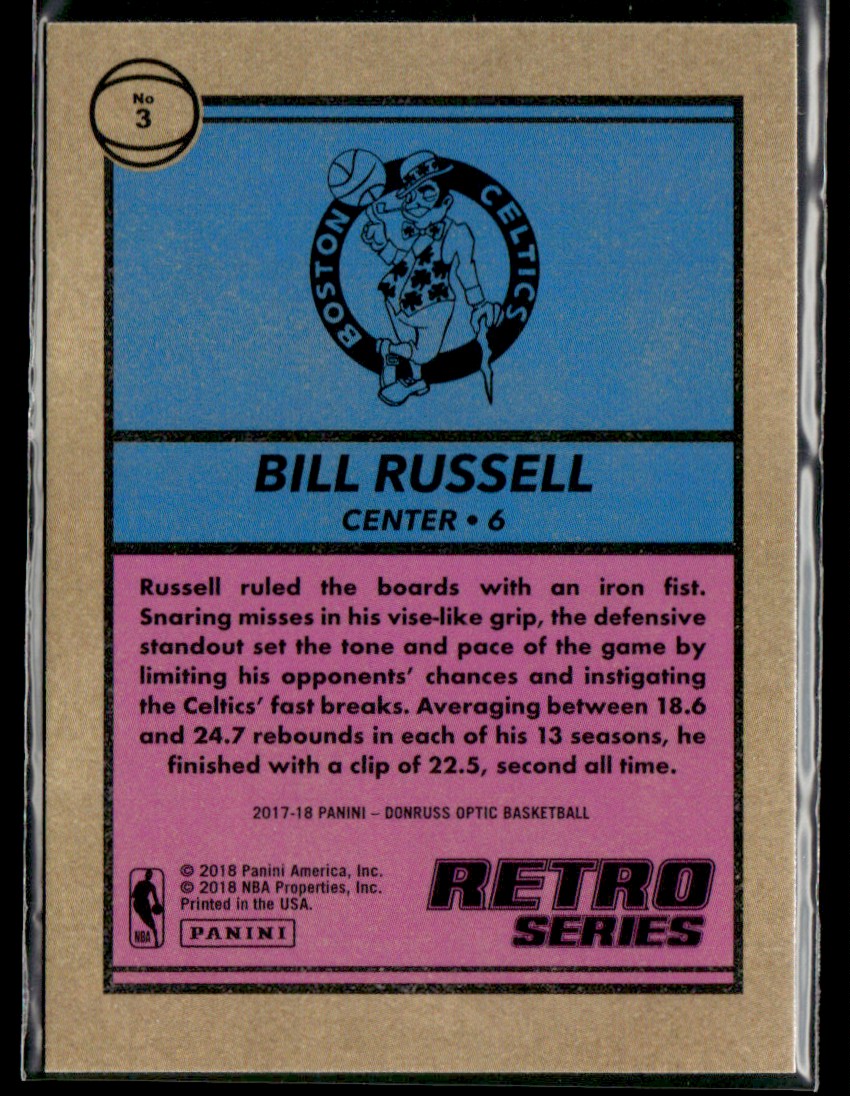 No
3
BOSTON CELTICS
BILL RUSSELL
CENTER • 6
Russell ruled the boards with an iron fist.
Snaring misses in his vise-like grip, the defensive
standout set the tone and pace of the game by
limiting his opponents' chances and instigating
the Celtics' fast breaks. Averaging between 18.6
and 24.7 rebounds in each of his 13 seasons, he
finished with a clip of 22.5, second all time.
2017-18 PANINI – DONRUSS OPTIC BASKETBALL
© 2018 Panini America, Inc.
© 2018 NBA Properties, Inc.
Printed in the USA.
NBA
PANINI
RETRO
SERIES